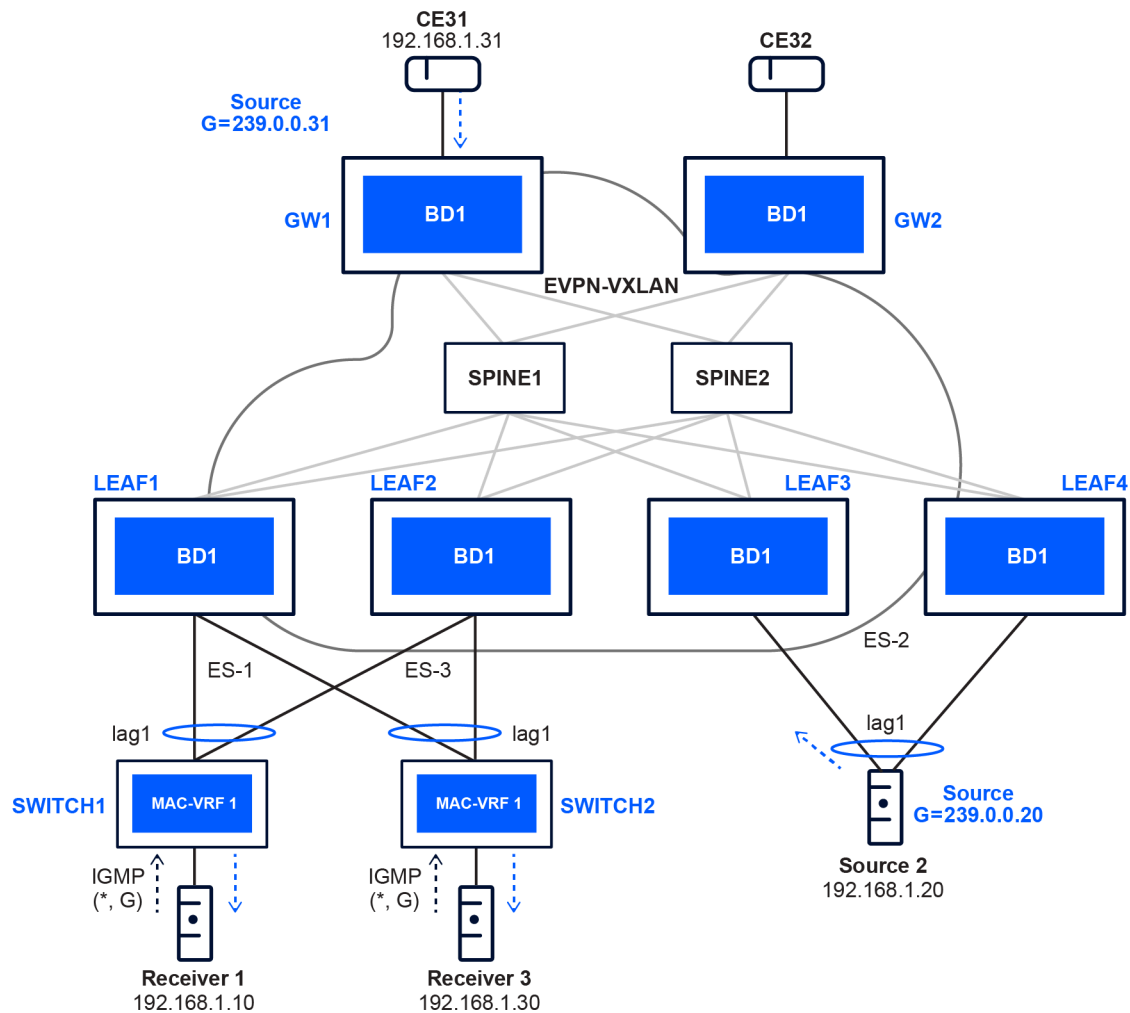 CE31
192.168.1.31
CE32
Source
G=239.0.0.31
BD1
BD1
GW1
GW2
EVPN-VXLAN
SPINE1
SPINE2
LEAF1
LEAF2
LEAF3
LEAF4
BD1
BD1
BD1
BD1
ES-1
ES-3
ES-2
lag1
lag1
lag1
SWITCH1
MAC-VRF 1
MAC-VRF 1
SWITCH2
Source
G=239.0.0.20
IGMP
(*, G)
IGMP
(*, G)
Source 2
192.168.1.20
Receiver 1
192.168.1.10
Receiver 3
192.168.1.30